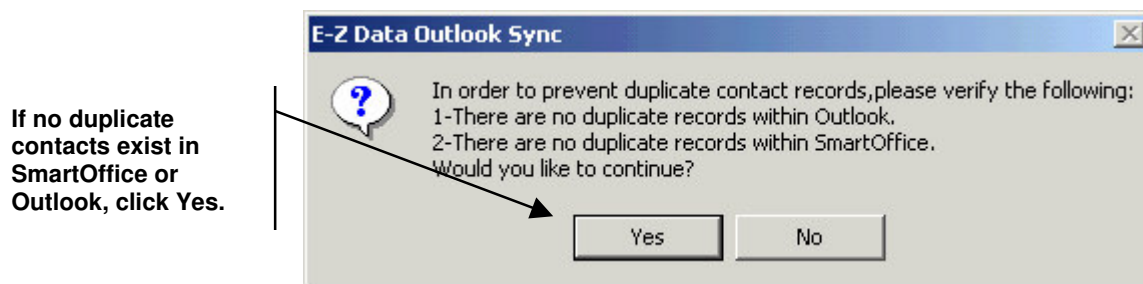 E-Z Data Outlook Sync
In order to prevent duplicate contact records,please verify the following:
1-There are no duplicate records within Outlook.
2-There are no duplicate records within SmartOffice.
Would you like to continue?
Yes
No
If no duplicate
contacts exist in
SmartOffice or
Outlook, click Yes.